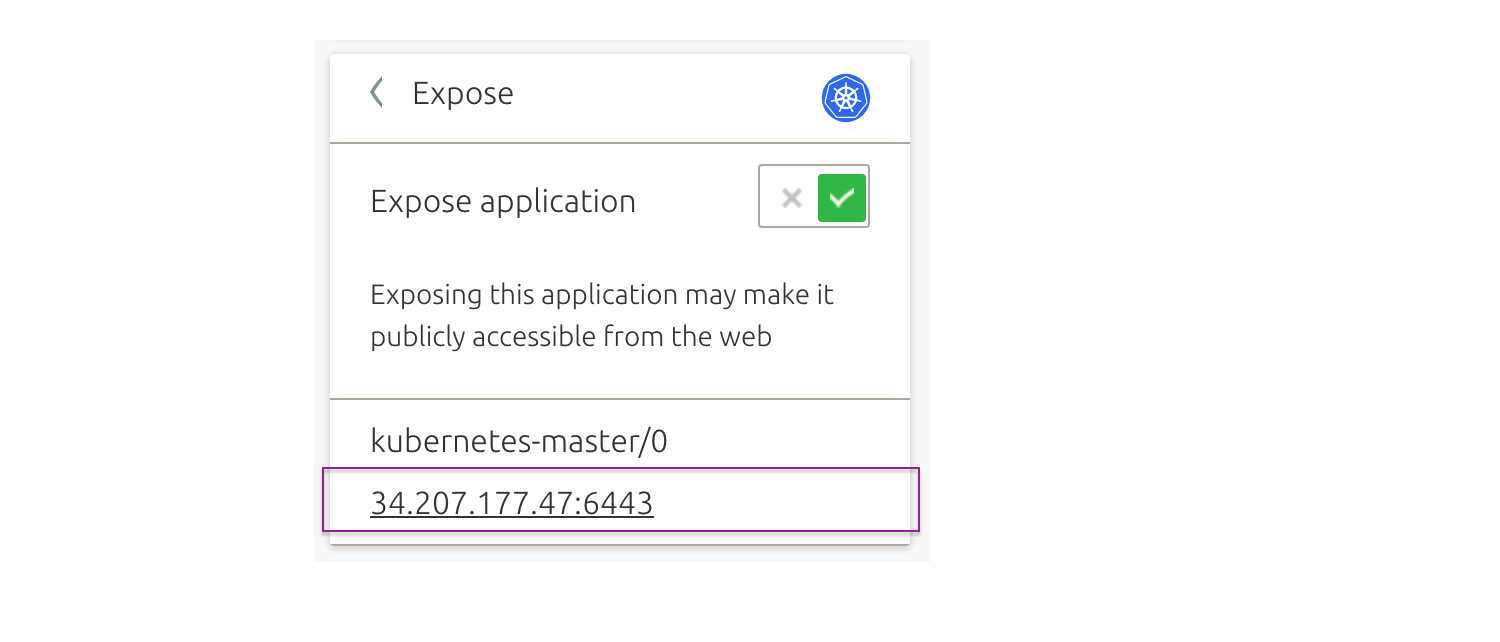 Expose
Expose application
Exposing this application may make it
publicly accessible from the web
kubernetes-master/0
34.207.177.47:6443